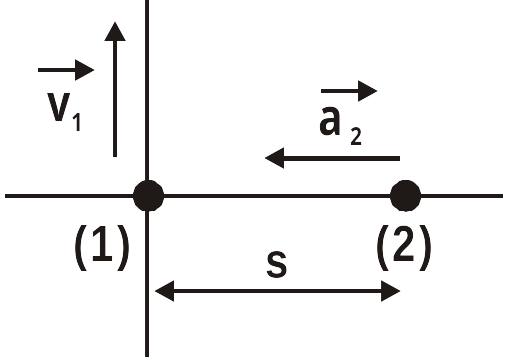 v₁
a₂
(1)
(2)
s